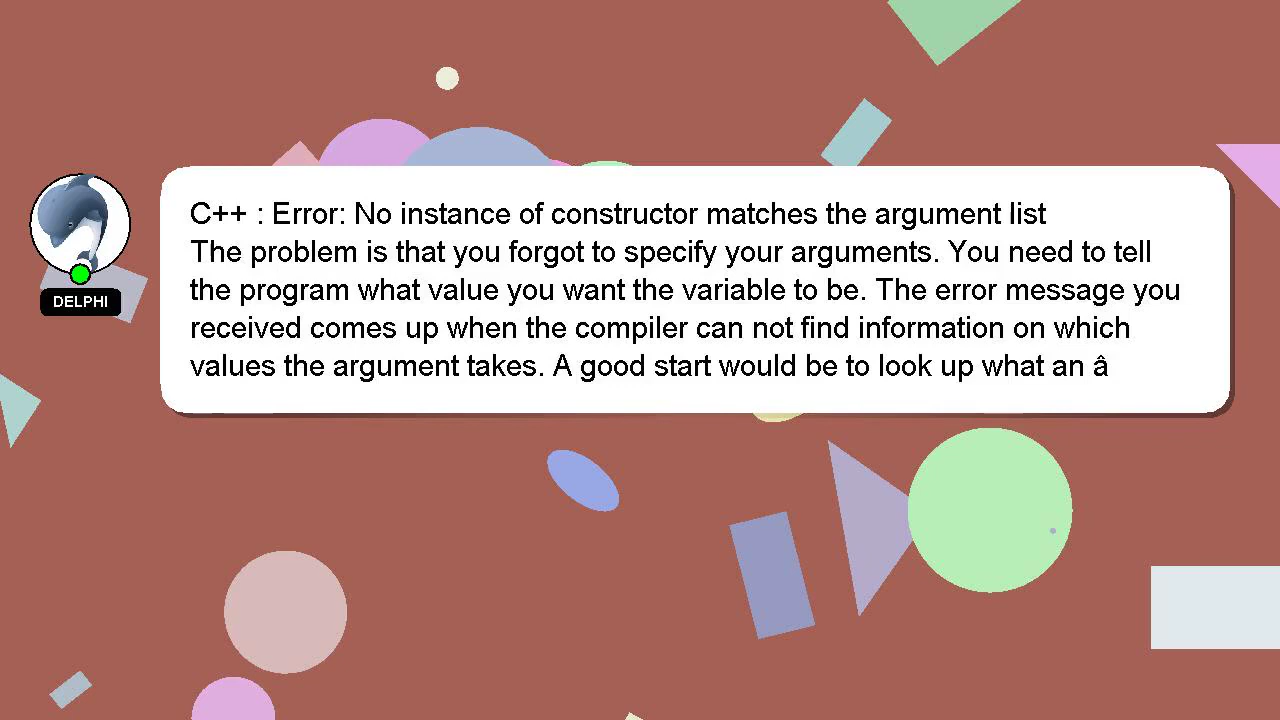 C++ : Error: No instance of constructor matches the argument list
The problem is that you forgot to specify your arguments. You need to tell
the program what value you want the variable to be. The error message you
received comes up when the compiler can not find information on which
values the argument takes. A good start would be to look up what an â
DELPHI